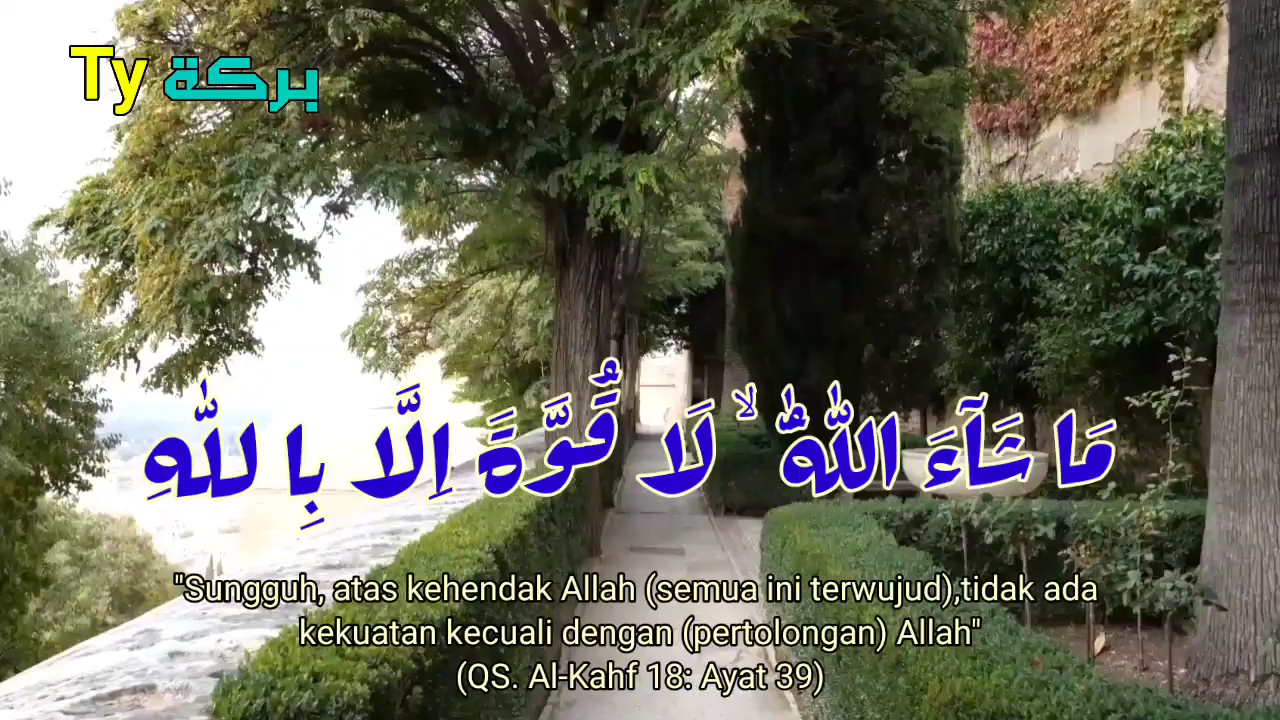 Ty بركة
مَا شَآءَ اللّٰهُ ۙ لَا قُوَّةَ اِلَّا بِا للّٰهِ
"Sungguh, atas kehendak Allah (semua ini terwujud),tidak ada
kekuatan kecuali dengan (pertolongan) Allah"
(QS. Al-Kahf 18: Ayat 39)